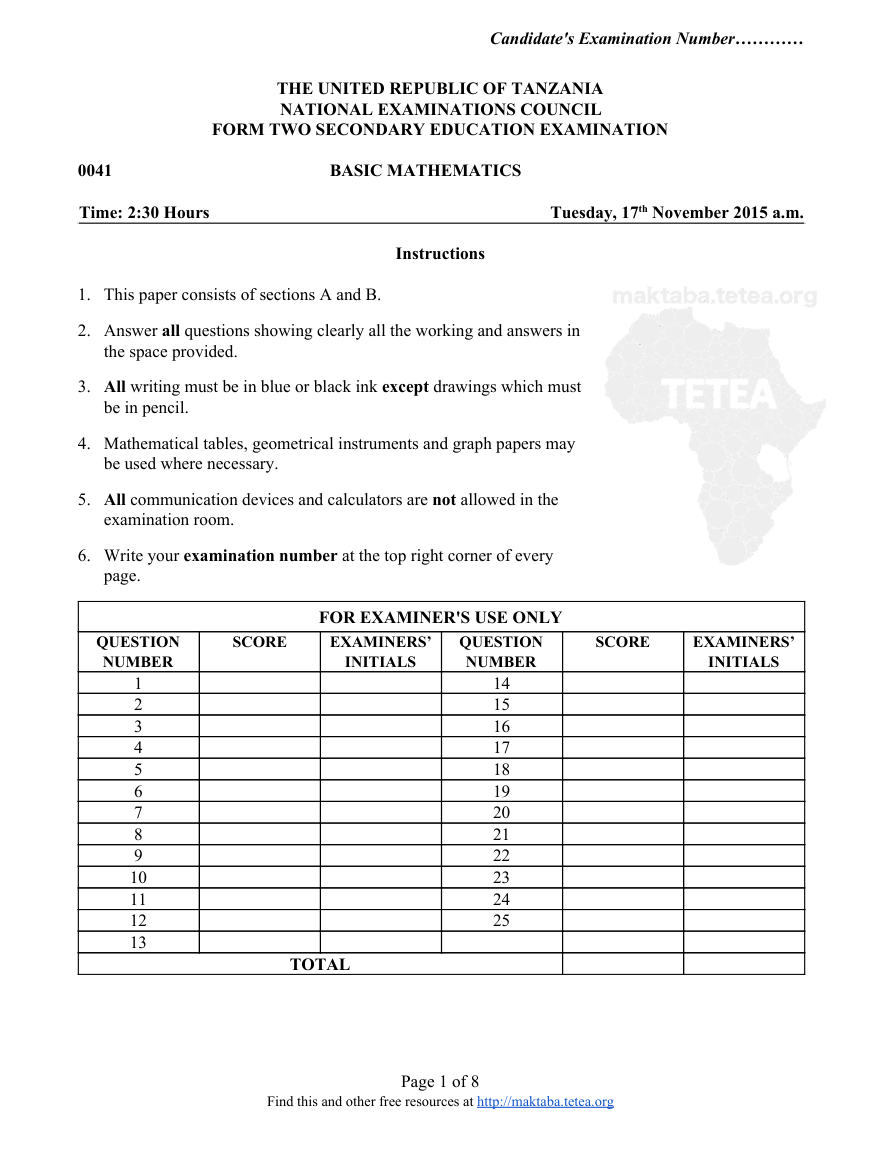 Candidate's Examination Number…………
THE UNITED REPUBLIC OF TANZANIA
NATIONAL EXAMINATIONS COUNCIL
FORM TWO SECONDARY EDUCATION EXAMINATION
0041 BASIC MATHEMATICS
Time: 2:30 Hours Tuesday, 17th November 2015 a.m.
Instructions
1. This paper consists of sections A and B.
maktaba.tetea.org
2. Answer all questions showing clearly all the working and answers in
the space provided.
3. All writing must be in blue or black ink except drawings which must
be in pencil.
TETEA
4. Mathematical tables, geometrical instruments and graph papers may
be used where necessary.
5. All communication devices and calculators are not allowed in the
examination room.
6. Write your examination number at the top right corner of every
page.
FOR EXAMINER'S USE ONLY
QUESTION NUMBER SCORE EXAMINERS’ INITIALS QUESTION NUMBER SCORE EXAMINERS’ INITIALS
1 14
2 15
3 16
4 17
5 18
6 19
7 20
8 21
9 22
10 23
11 24
12 25
13
TOTAL
Page 1 of 8
Find this and other free resources at http://maktaba.tetea.org